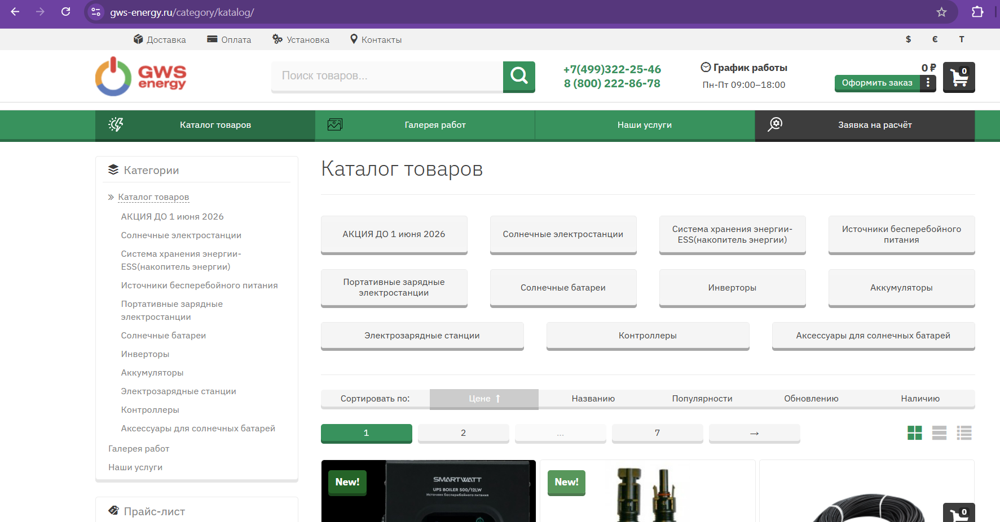 gws-energy.ru/category/katalog/
Доставка
Оплата
Установка
Контакты
$
€
T
GWS
energy
Поиск товаров...
+7(499)322-25-46
8 (800) 222-86-78
График работы
Пн-Пт 09:00–18:00
0 ₽
Оформить заказ
0
Каталог товаров
Галерея работ
Наши услуги
Заявка на расчёт
Категории
Каталог товаров
АКЦИЯ ДО 1 июня 2026
Солнечные электростанции
Система хранения энергии-
ESS(накопитель энергии)
Источники бесперебойного питания
Портативные зарядные
электростанции
Солнечные батареи
Инверторы
Аккумуляторы
Электрозарядные станции
Контроллеры
Аксессуары для солнечных батарей
Галерея работ
Наши услуги
Прайс-лист
Каталог товаров
АКЦИЯ ДО 1 июня 2026
Солнечные электростанции
Система хранения энергии-
ESS(накопитель энергии)
Источники бесперебойного
питания
Портативные зарядные
электростанции
Солнечные батареи
Инверторы
Аккумуляторы
Электрозарядные станции
Контроллеры
Аксессуары для солнечных батарей
Сортировать по:
Цене ↑
Названию
Популярности
Обновлению
Наличию
1
2
...
7
→
New!
SMARTWATT
UPS BOILER 500/12LW
Источник бесперебойного питания
New!
0